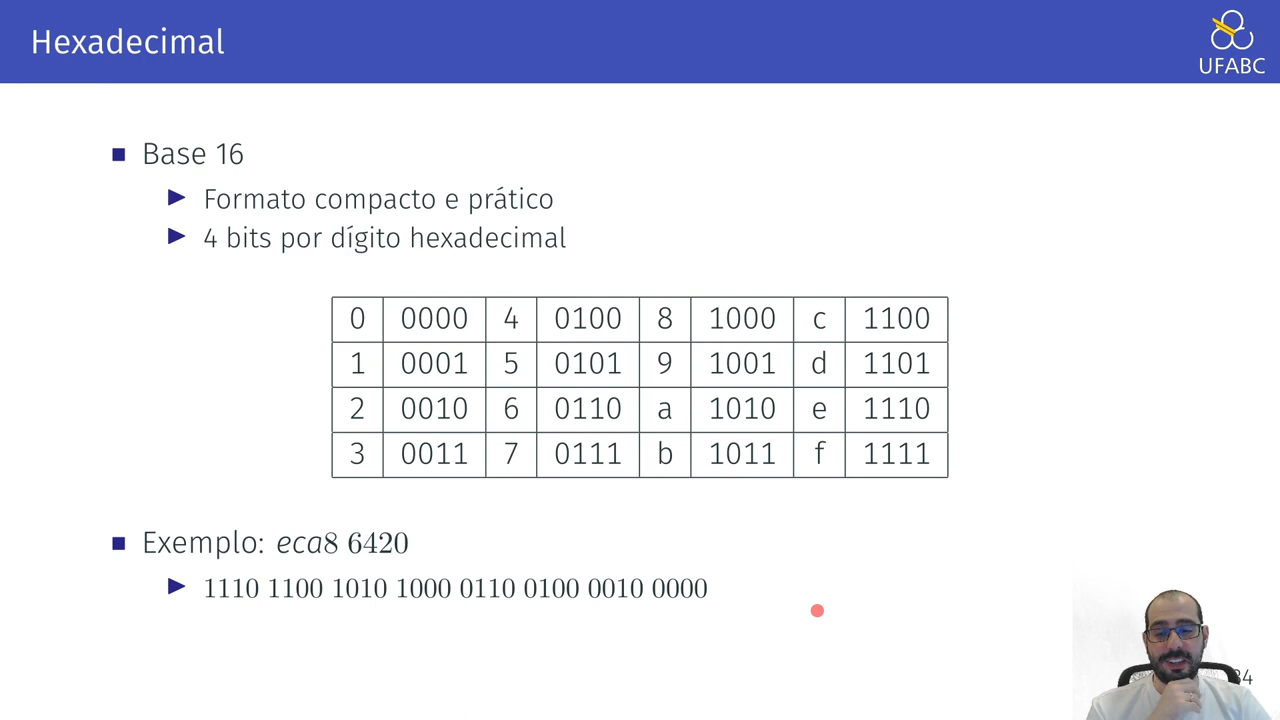 Hexadecimal
UFABC
Base 16
Formato compacto e prático
4 bits por dígito hexadecimal
0 0000 4 0100 8 1000 c 1100
1 0001 5 0101 9 1001 d 1101
2 0010 6 0110 a 1010 e 1110
3 0011 7 0111 b 1011 f 1111
Exemplo: eca8 6420
1110 1100 1010 1000 0110 0100 0010 0000